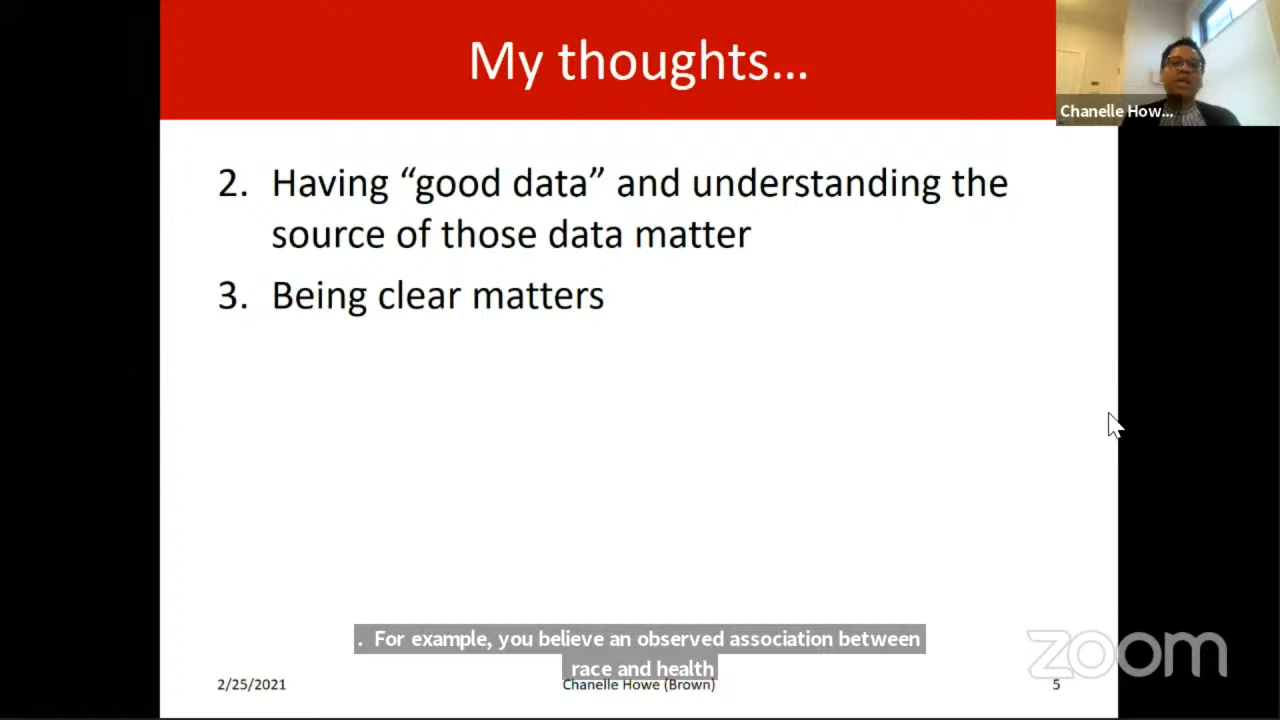 My thoughts...
Chanelle How...
2. Having “good data” and understanding the
source of those data matter
3. Being clear matters
. For example, you believe an observed association between
race and health
zoom
2/25/2021
Chanelle Howe (Brown)
5